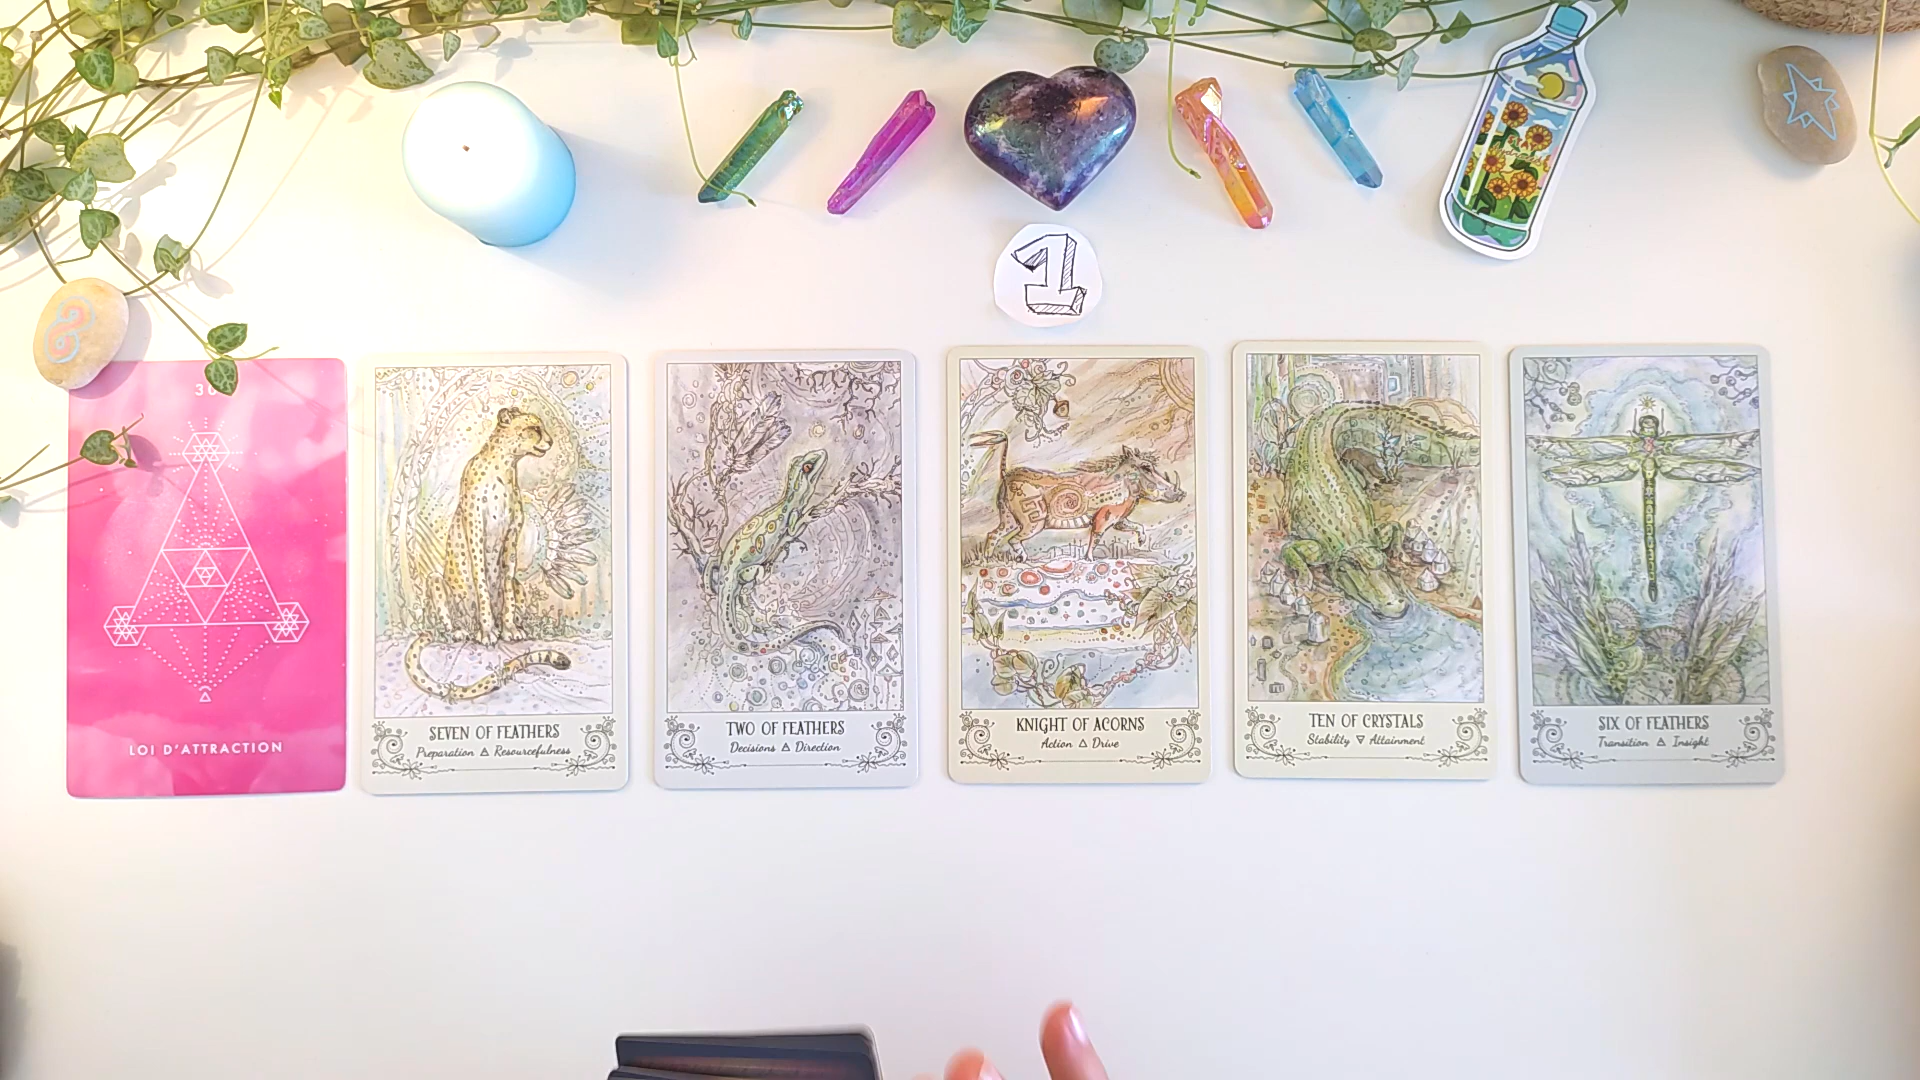 1
LOI D'ATTRACTION
SEVEN OF FEATHERS
Preparation △ Resourcefulness
TWO OF FEATHERS
Decisions △ Direction
KNIGHT OF ACORNS
Action △ Drive
TEN OF CRYSTALS
Stability ▽ Attainment
SIX OF FEATHERS
Transition △ Insight